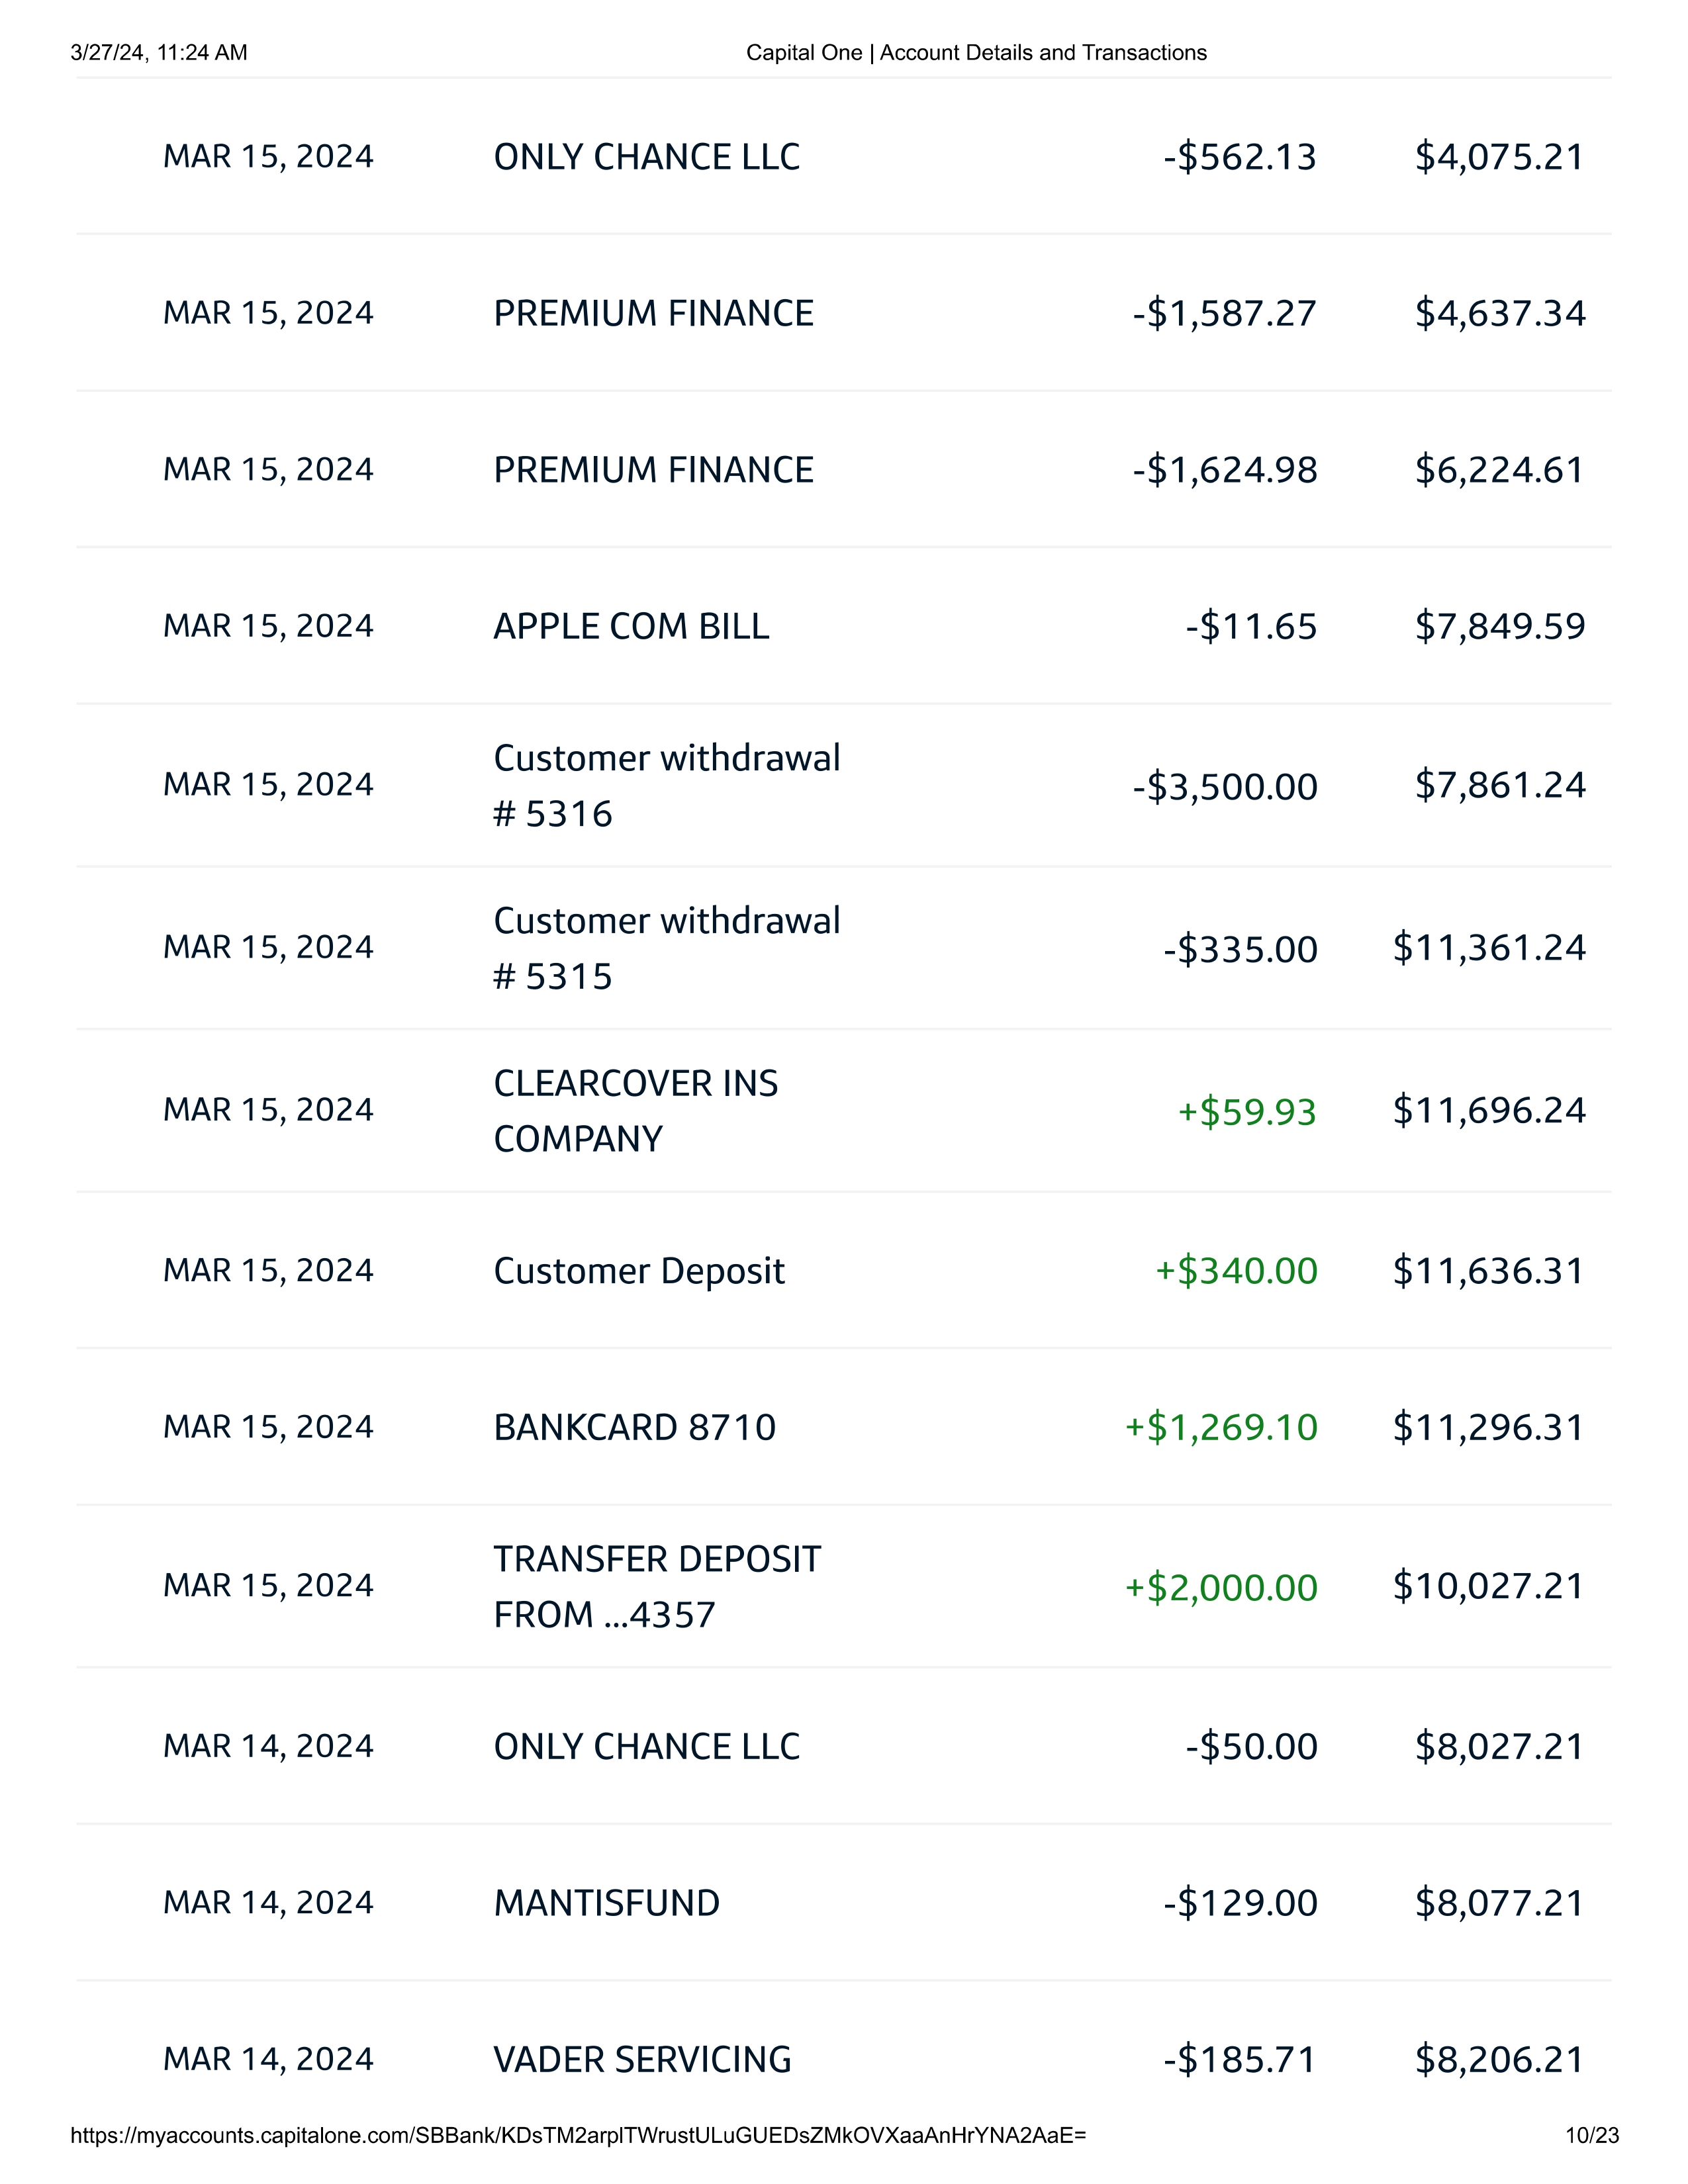 3/27/24, 11:24 AM Capital One | Account Details and Transactions
MAR 15, 2024 ONLY CHANCE LLC -$562.13 $4,075.21
MAR 15, 2024 PREMIUM FINANCE -$1,587.27 $4,637.34
MAR 15, 2024 PREMIUM FINANCE -$1,624.98 $6,224.61
MAR 15, 2024 APPLE COM BILL -$11.65 $7,849.59
Customer withdrawal
MAR 15, 2024 -$3,500.00 $7,861.24
# 5316
Customer withdrawal
MAR 15, 2024 -$335.00 $11,361.24
# 5315
CLEARCOVER INS
MAR 15, 2024 +$59.93 $11,696.24
COMPANY
MAR 15, 2024 Customer Deposit +$340.00 $11,636.31
MAR 15, 2024 BANKCARD 8710 +$1,269.10 $11,296.31
TRANSFER DEPOSIT
MAR 15, 2024 +$2,000.00 $10,027.21
FROM ...4357
MAR 14, 2024 ONLY CHANCE LLC -$50.00 $8,027.21
MAR 14, 2024 MANTISFUND -$129.00 $8,077.21
MAR 14, 2024 VADER SERVICING -$185.71 $8,206.21
https://myaccounts.capitalone.com/SBBank/KDsTM2arplTWrustULuGUEDsZMkOVXaaAnHrYNA2AaE= 10/23